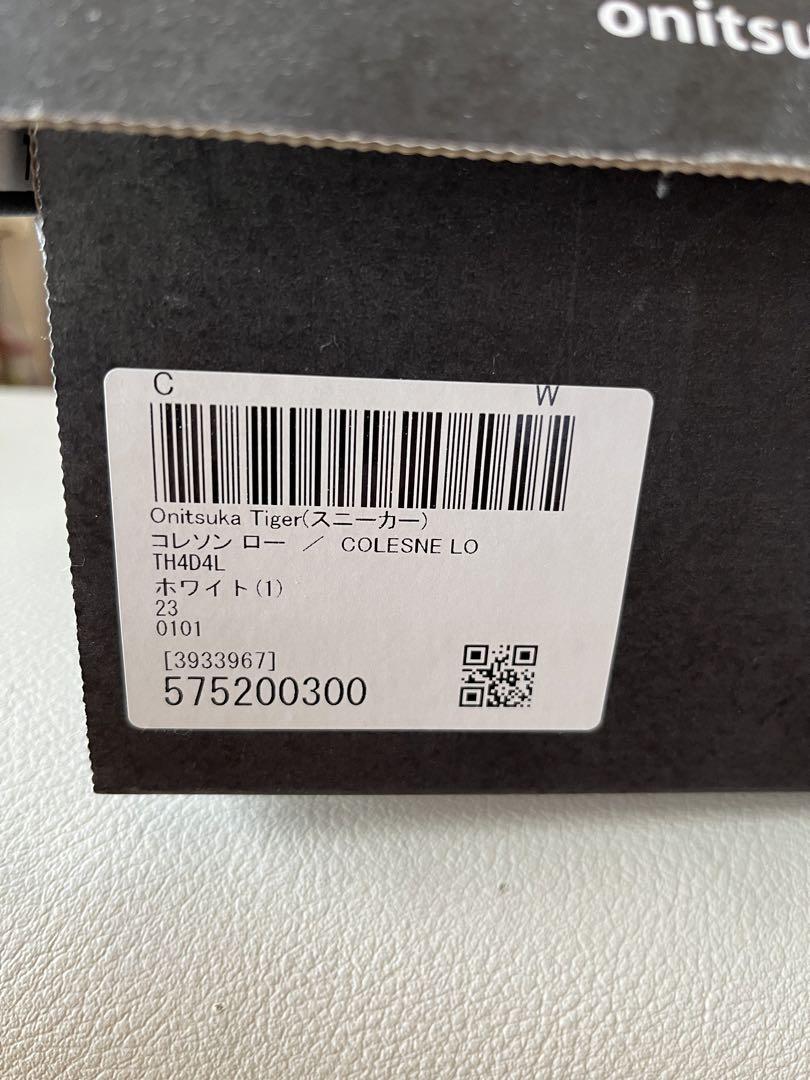 onitsu
C W
Onitsuka Tiger(スニーカー)
コレソン ロー ／ COLESNE LO
TH4D4L
ホワイト(1)
23
0101
[3933967]
575200300